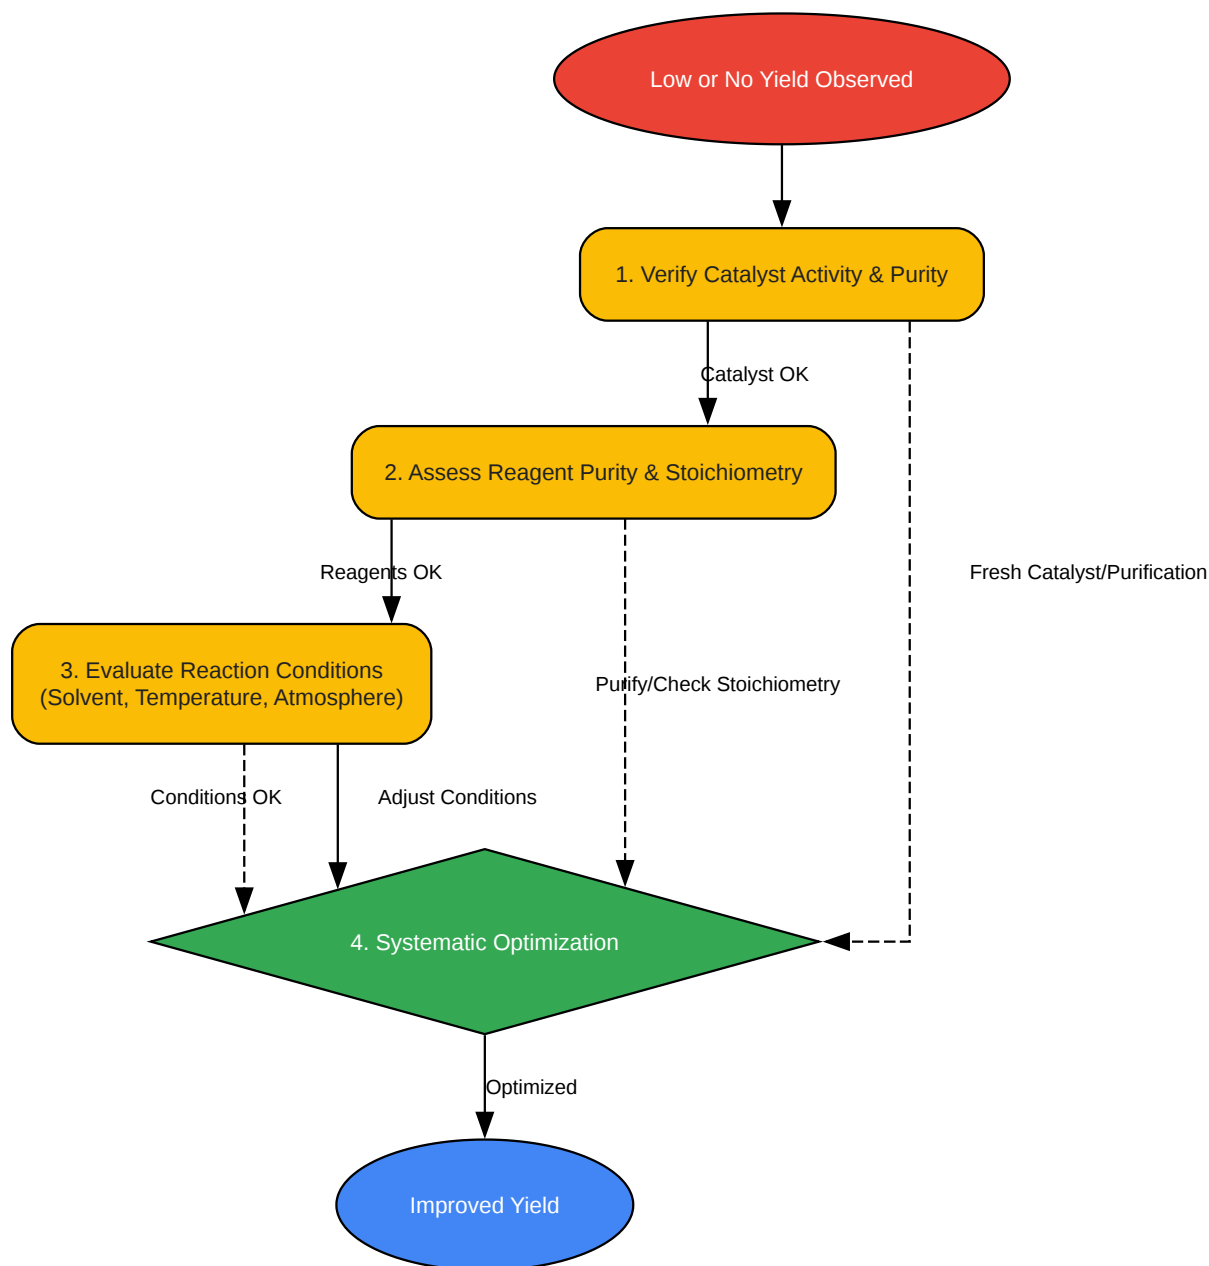 Low or No Yield Observed
1. Verify Catalyst Activity & Purity
Catalyst OK
2. Assess Reagent Purity & Stoichiometry
Reagents OK
Fresh Catalyst/Purification
3. Evaluate Reaction Conditions
(Solvent, Temperature, Atmosphere)
Purify/Check Stoichiometry
Conditions OK
Adjust Conditions
4. Systematic Optimization
Optimized
Improved Yield